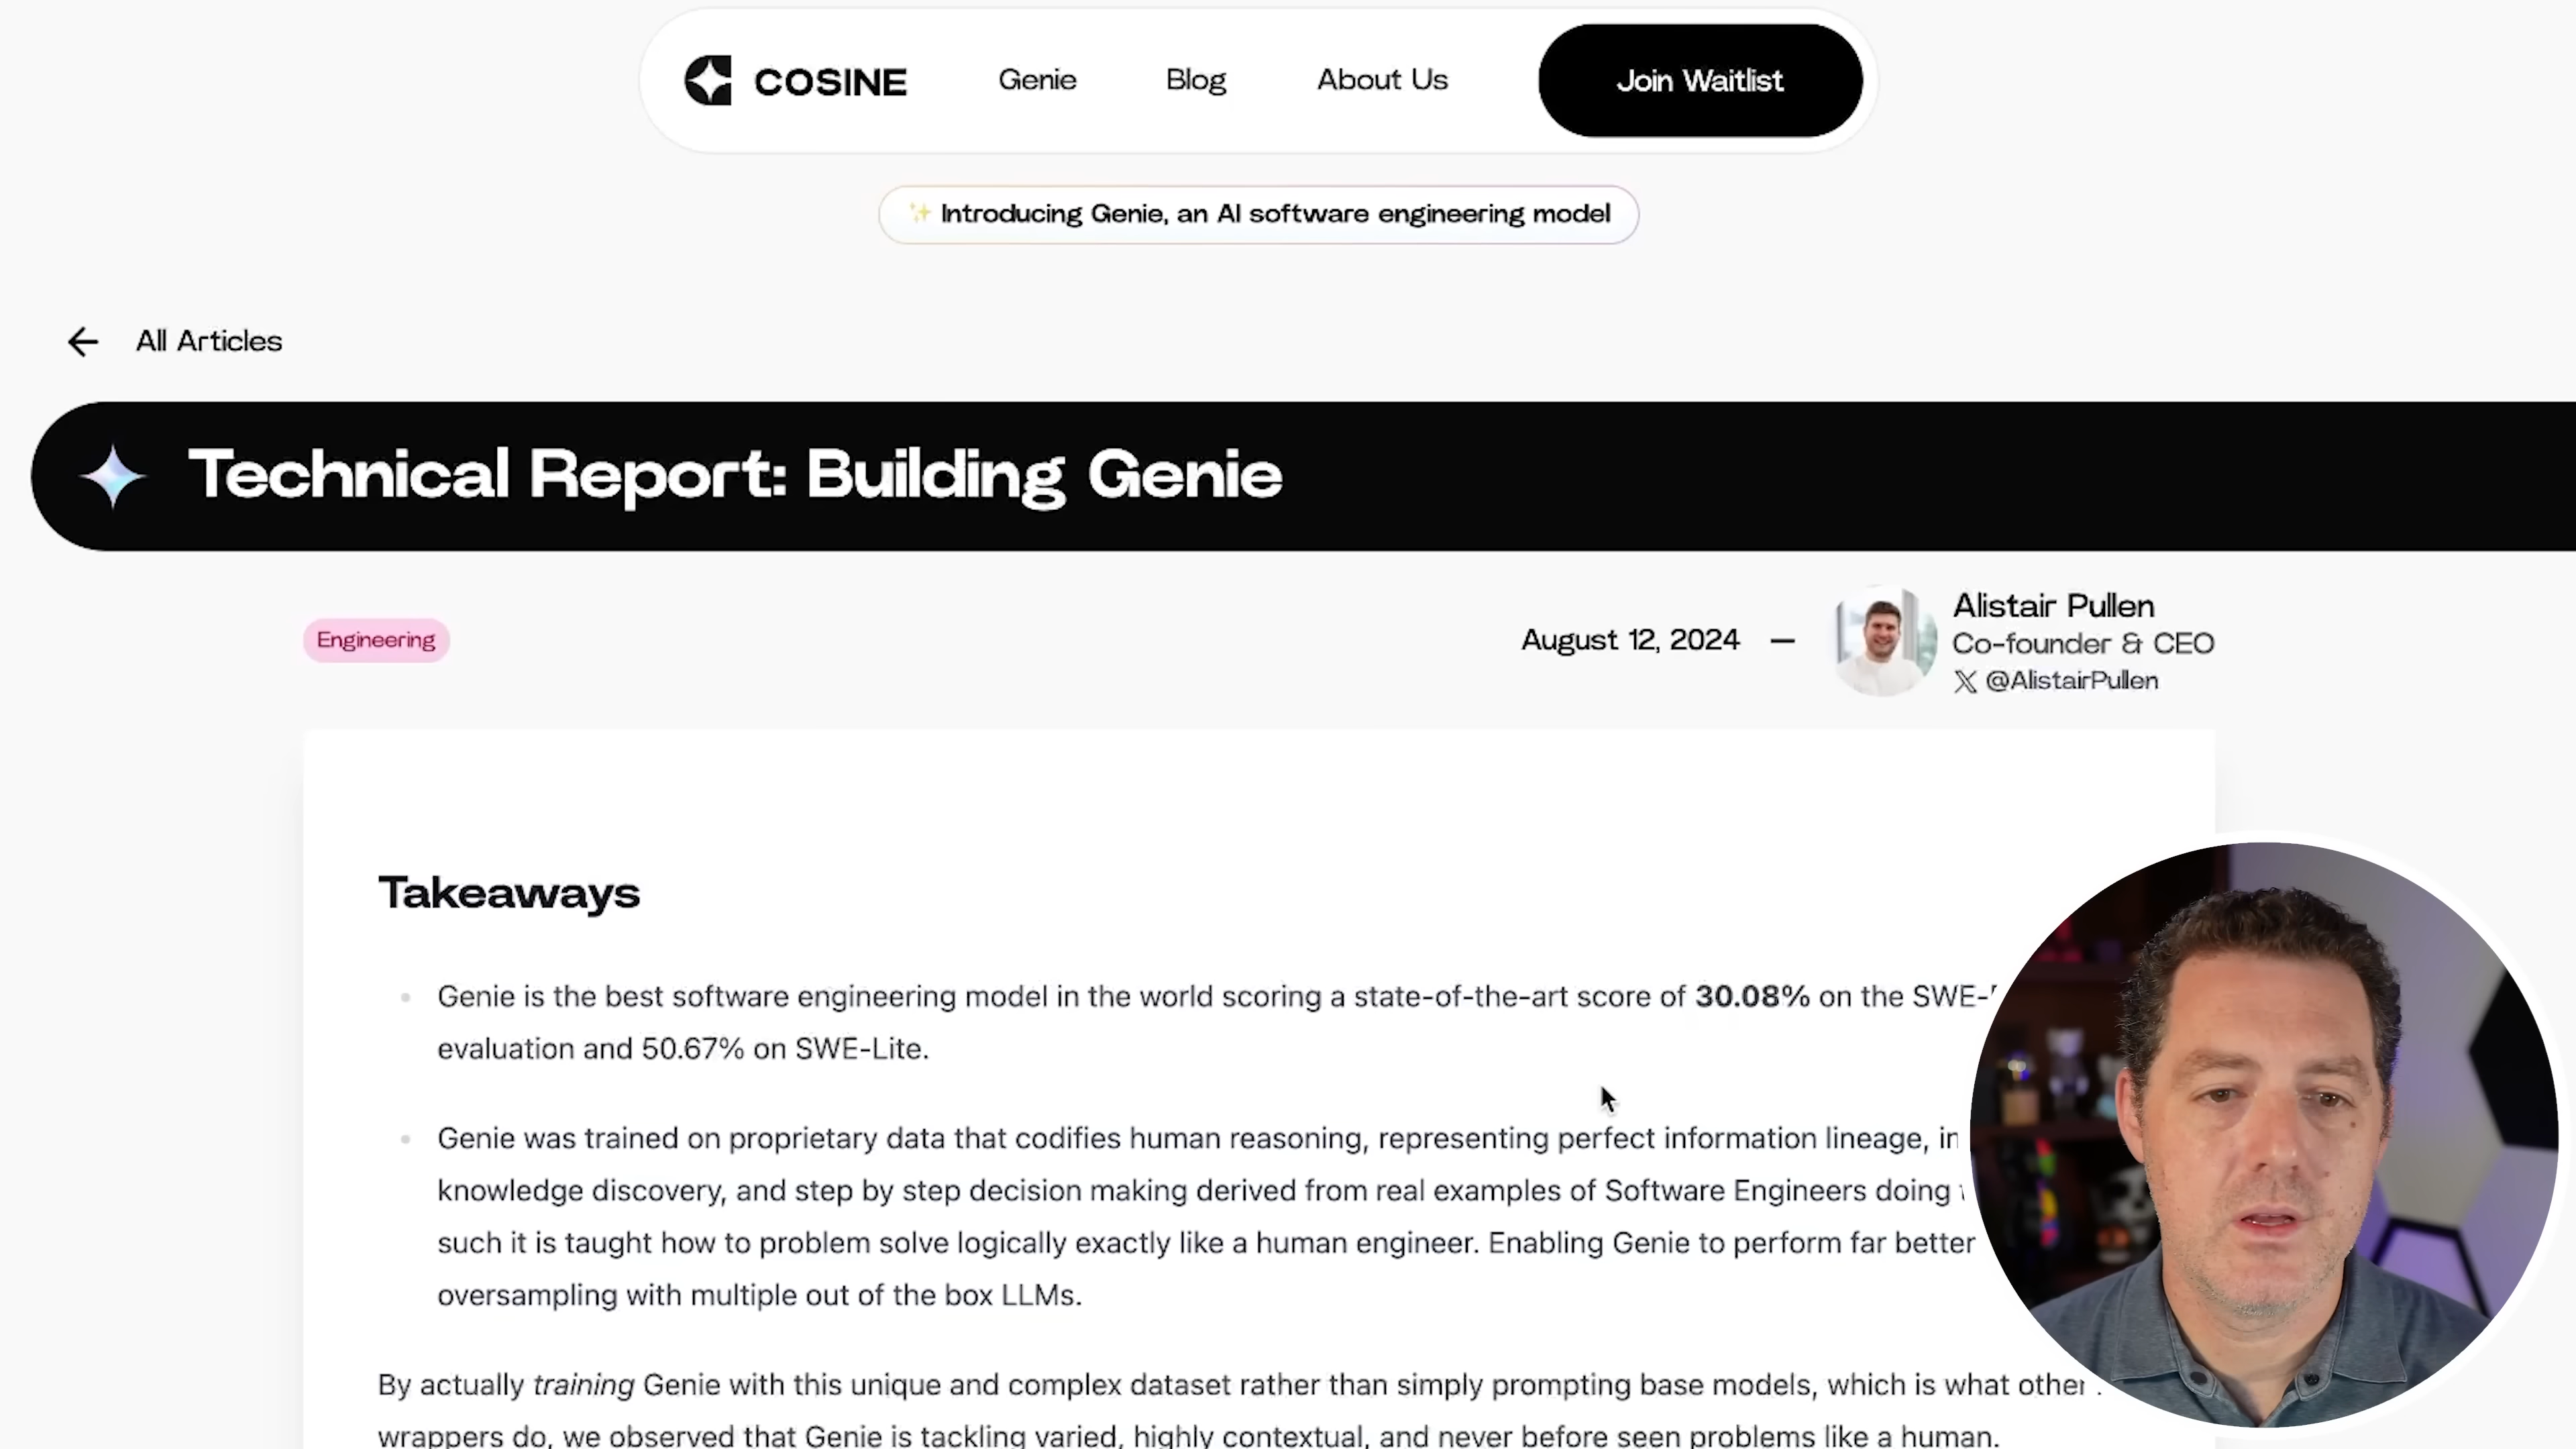 COSINE
Genie
Blog
About Us
Join Waitlist
✨ Introducing Genie, an AI software engineering model
← All Articles
Technical Report: Building Genie
Engineering
August 12, 2024 —
Alistair Pullen
Co-founder & CEO
X @AlistairPullen
Takeaways
• Genie is the best software engineering model in the world scoring a state-of-the-art score of 30.08% on the SWE-
evaluation and 50.67% on SWE-Lite.
• Genie was trained on proprietary data that codifies human reasoning, representing perfect information lineage,
knowledge discovery, and step by step decision making derived from real examples of Software Engineers doing
such it is taught how to problem solve logically exactly like a human engineer. Enabling Genie to perform far better
oversampling with multiple out of the box LLMs.
By actually training Genie with this unique and complex dataset rather than simply prompting base models, which is what other
wrappers do, we observed that Genie is tackling varied, highly contextual, and never before seen problems like a human.